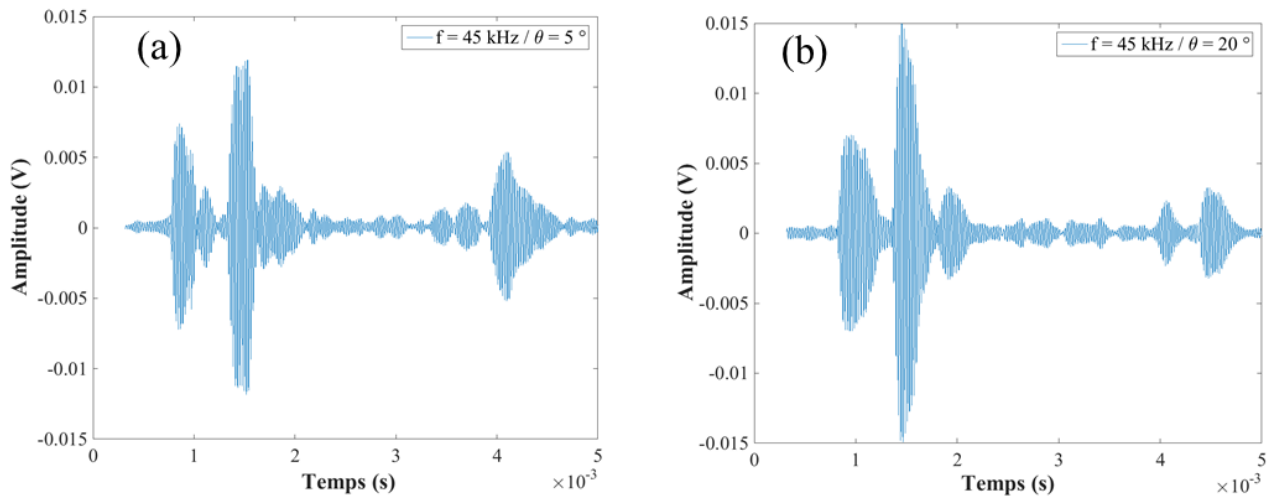 (a)
f = 45 kHz / θ = 5 °
0.015
0.01
0.005
0
-0.005
-0.01
-0.015
Amplitude (V)
0 1 2 3 4 5
Temps (s)
×10⁻³
(b)
f = 45 kHz / θ = 20 °
0.015
0.01
0.005
0
-0.005
-0.01
-0.015
Amplitude (V)
0 1 2 3 4 5
Temps (s)
×10⁻³